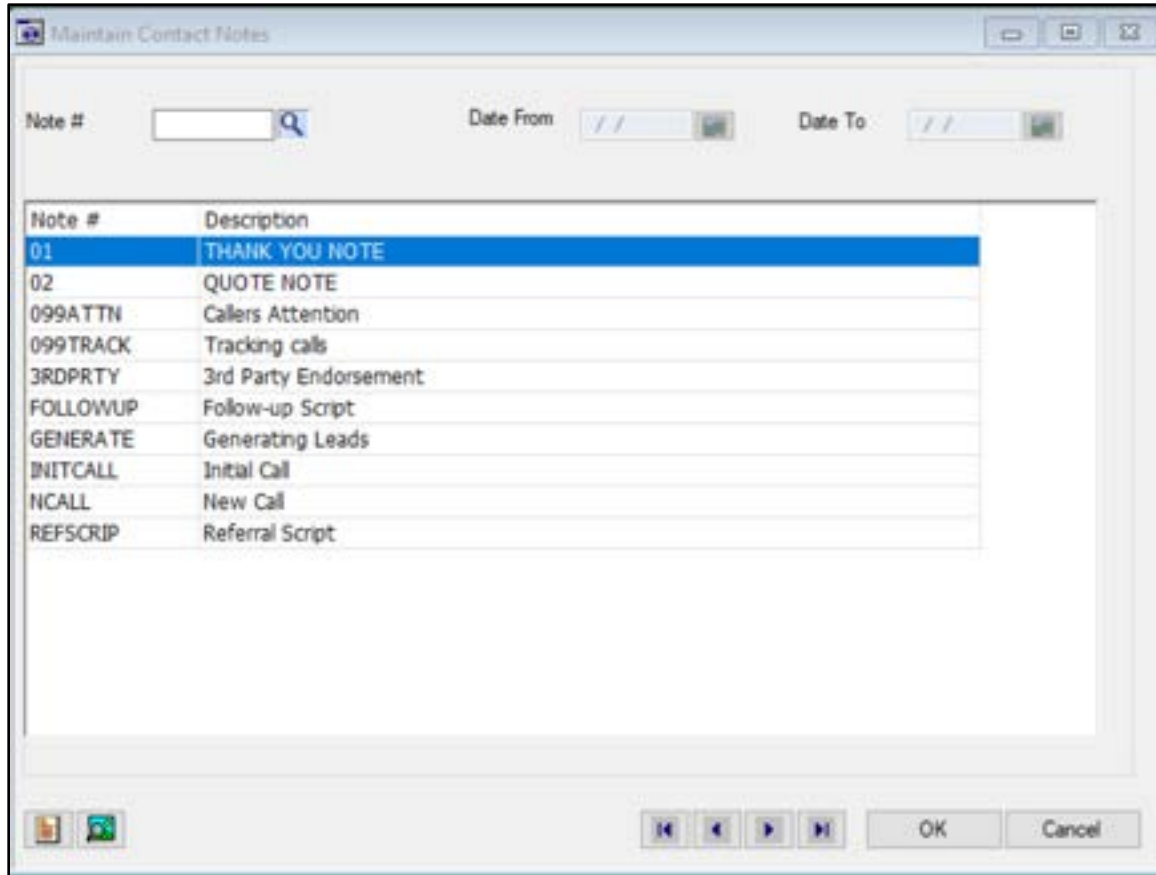 Maintain Contact Notes
Note # Date From / / Date To / /
Note # Description
01 THANK YOU NOTE
02 QUOTE NOTE
099ATTN Callers Attention
099TRACK Tracking calls
3RDPRTY 3rd Party Endorsement
FOLLOWUP Follow-up Script
GENERATE Generating Leads
INITCALL Initial Call
NCALL New Call
REFSCRIP Referral Script
OK Cancel